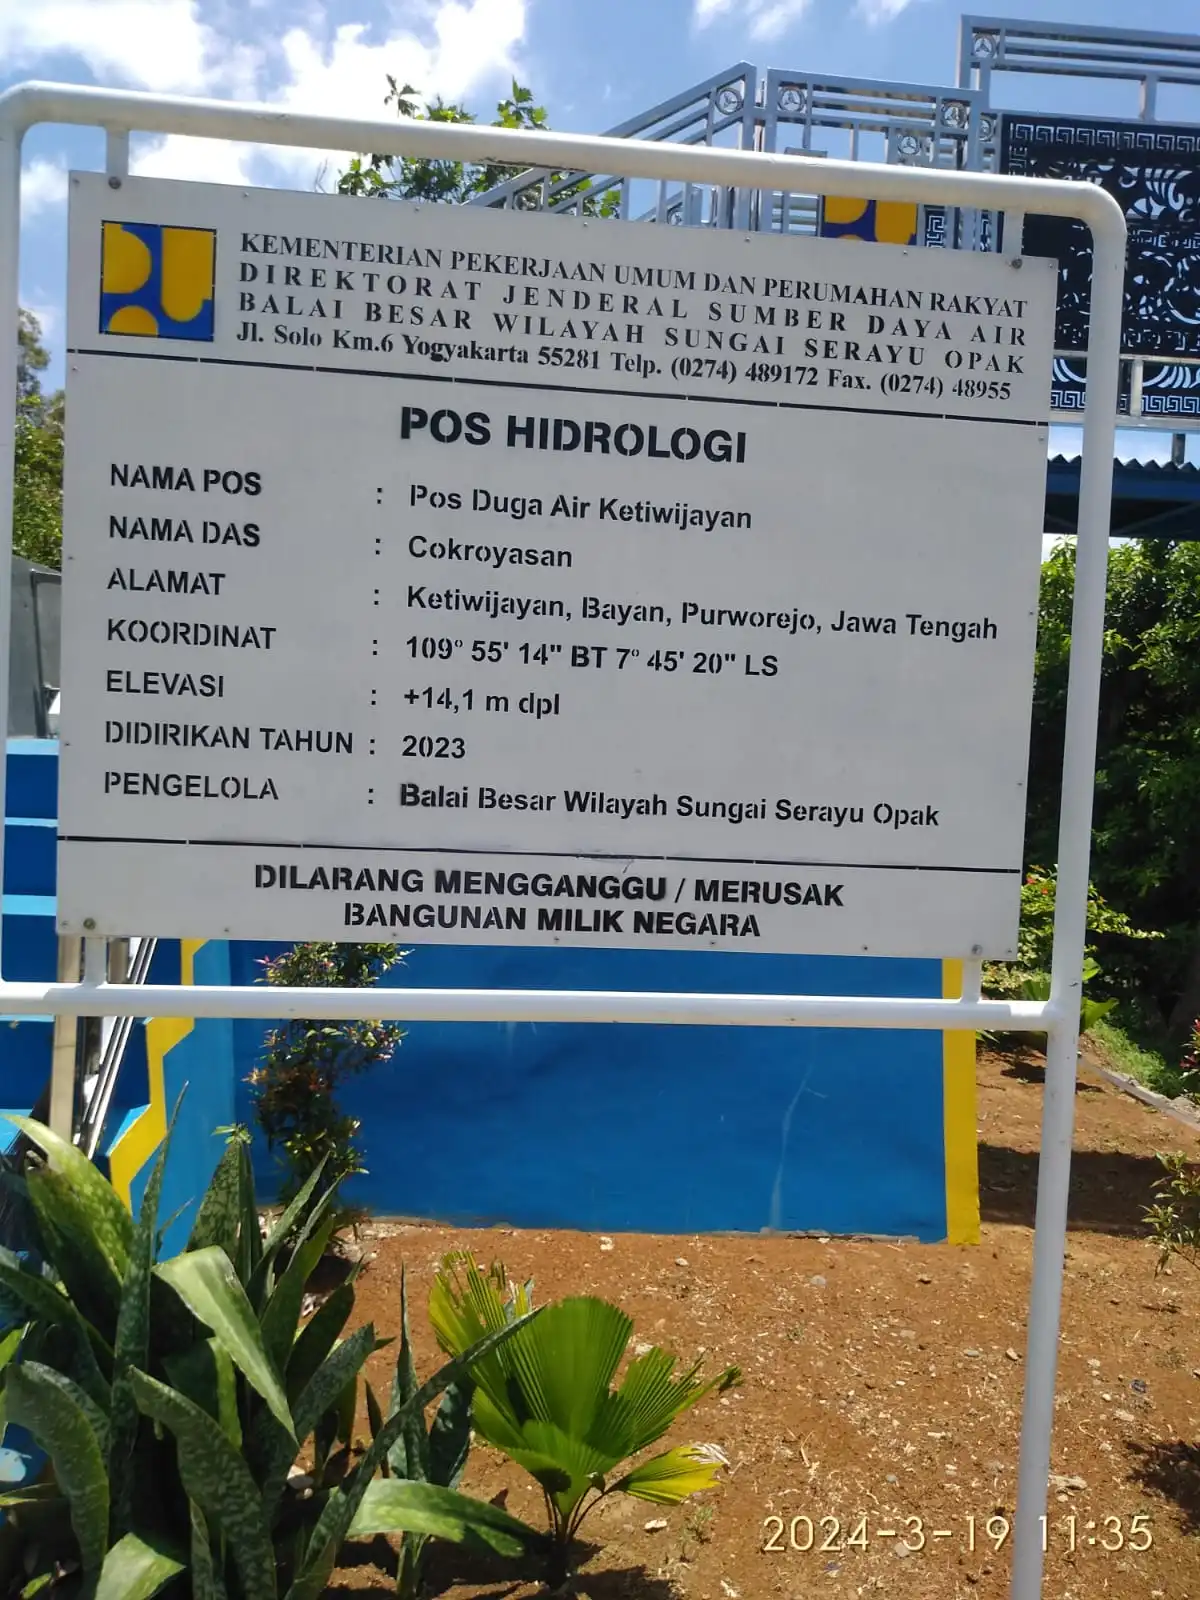 KEMENTERIAN PEKERJAAN UMUM DAN PERUMAHAN RAKYAT
DIREKTORAT JENDERAL SUMBER DAYA AIR
BALAI BESAR WILAYAH SUNGAI SERAYU OPAK
Jl. Solo Km.6 Yogyakarta 55281 Telp. (0274) 489172 Fax. (0274) 48955
POS HIDROLOGI
NAMA POS : Pos Duga Air Ketiwijayan
NAMA DAS : Cokroyasan
ALAMAT : Ketiwijayan, Bayan, Purworejo, Jawa Tengah
KOORDINAT : 109° 55' 14" BT 7° 45' 20" LS
ELEVASI : +14,1 m dpl
DIDIRIKAN TAHUN : 2023
PENGELOLA : Balai Besar Wilayah Sungai Serayu Opak
DILARANG MENGGANGGU / MERUSAK
BANGUNAN MILIK NEGARA
2024-3-19 11:35